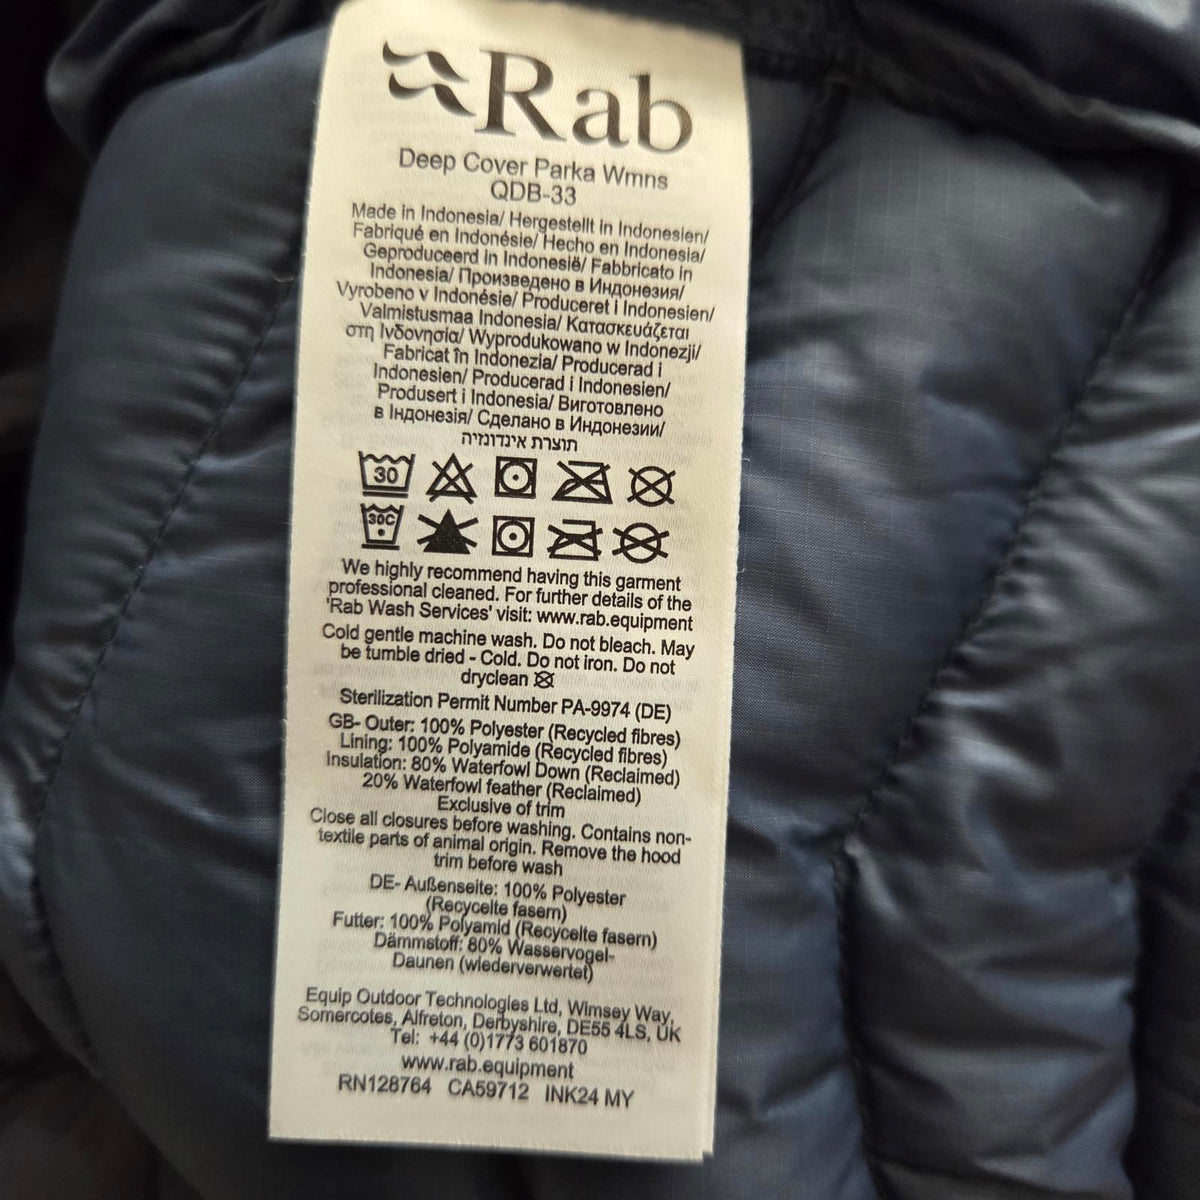 Rab
Deep Cover Parka Wmns
QDB-33
Made in Indonesia/ Hergestellt in Indonesien/
Fabriqué en Indonésie/ Hecho en Indonesia/
Geproduceerd in Indonesië/ Fabbricato in
Indonesia/ Произведено в Индонезия/
Vyrobeno v Indonésie/ Produceret i Indonesien/
Valmistusmaa Indonesia/ Κατασκευάζεται
στη Ινδονησία/ Wyprodukowano w Indonezji/
Fabricat în Indonezia/ Producerad i
Indonesien/ Producerad i Indonesien/
Produsert i Indonesia/ Виготовлено
в Індонезія/ Сделано в Индонезии/
תוצרת אינדונזיה
30
30C
We highly recommend having this garment
professional cleaned. For further details of the
'Rab Wash Services' visit: www.rab.equipment
Cold gentle machine wash. Do not bleach. May
be tumble dried - Cold. Do not iron. Do not
dryclean
Sterilization Permit Number PA-9974 (DE)
GB- Outer: 100% Polyester (Recycled fibres)
Lining: 100% Polyamide (Recycled fibres)
Insulation: 80% Waterfowl Down (Reclaimed)
20% Waterfowl feather (Reclaimed)
Exclusive of trim
Close all closures before washing. Contains non-
textile parts of animal origin. Remove the hood
trim before wash
DE- Außenseite: 100% Polyester
(Recycelte fasern)
Futter: 100% Polyamid (Recycelte fasern)
Dämmstoff: 80% Wasservogel-
Daunen (wiederverwertet)
Equip Outdoor Technologies Ltd, Wimsey Way,
Somercotes, Alfreton, Derbyshire, DE55 4LS, UK
Tel: +44 (0)1773 601870
www.rab.equipment
RN128764 CA59712 INK24 MY